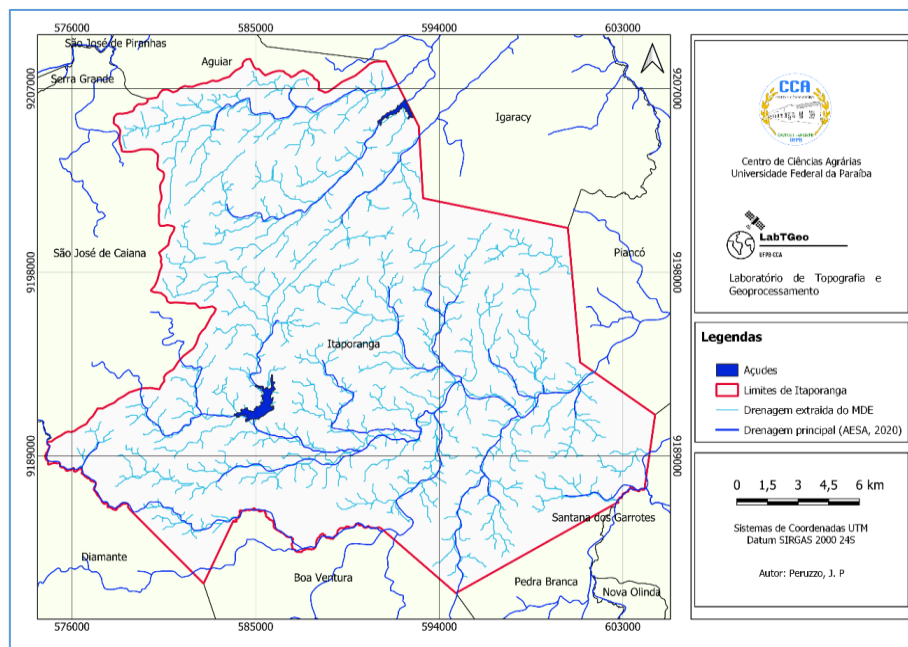 576000
585000
594000
603000
São José de Piranhas
Aguiar
Serra Grande
9207000
9207000
Igaracy
São José de Caiana
Piancó
9198000
9198000
Itaporanga
9189000
9189000
Santana dos Garrotes
Diamante
Boa Ventura
Pedra Branca
Nova Olinda
576000
585000
594000
603000
CCA
Centro de Ciências Agrárias
Universidade Federal da Paraíba
LabTGeo
UFPB-CCA
Laboratório de Topografia e
Geoprocessamento
Legendas
Açudes
Limites de Itaporanga
Drenagem extraída do MDE
Drenagem principal (AESA, 2020)
0 1,5 3 4,5 6 km
Sistemas de Coordenadas UTM
Datum SIRGAS 2000 24S
Autor: Peruzzo, J. P